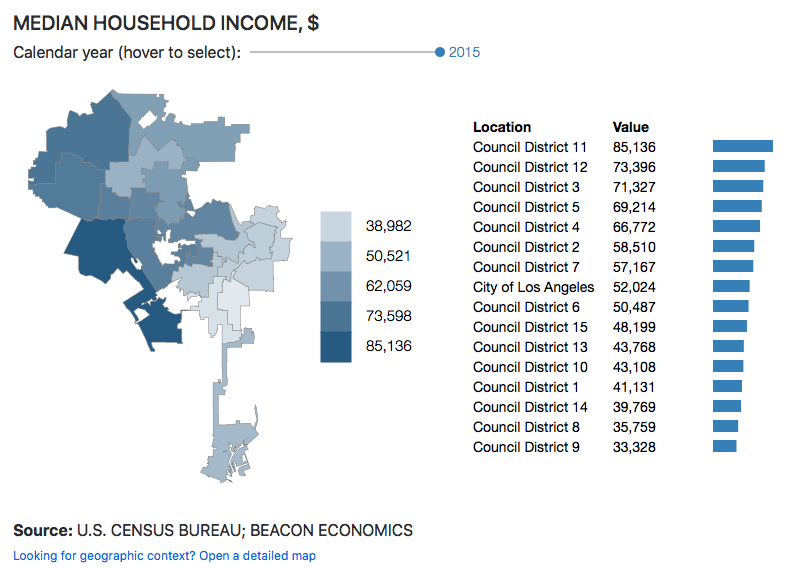 MEDIAN HOUSEHOLD INCOME, $
Calendar year (hover to select): 2015
38,982
50,521
62,059
73,598
85,136
Location Value
Council District 11 85,136
Council District 12 73,396
Council District 3 71,327
Council District 5 69,214
Council District 4 66,772
Council District 2 58,510
Council District 7 57,167
City of Los Angeles 52,024
Council District 6 50,487
Council District 15 48,199
Council District 13 43,768
Council District 10 43,108
Council District 1 41,131
Council District 14 39,769
Council District 8 35,759
Council District 9 33,328
Source: U.S. CENSUS BUREAU; BEACON ECONOMICS
Looking for geographic context? Open a detailed map